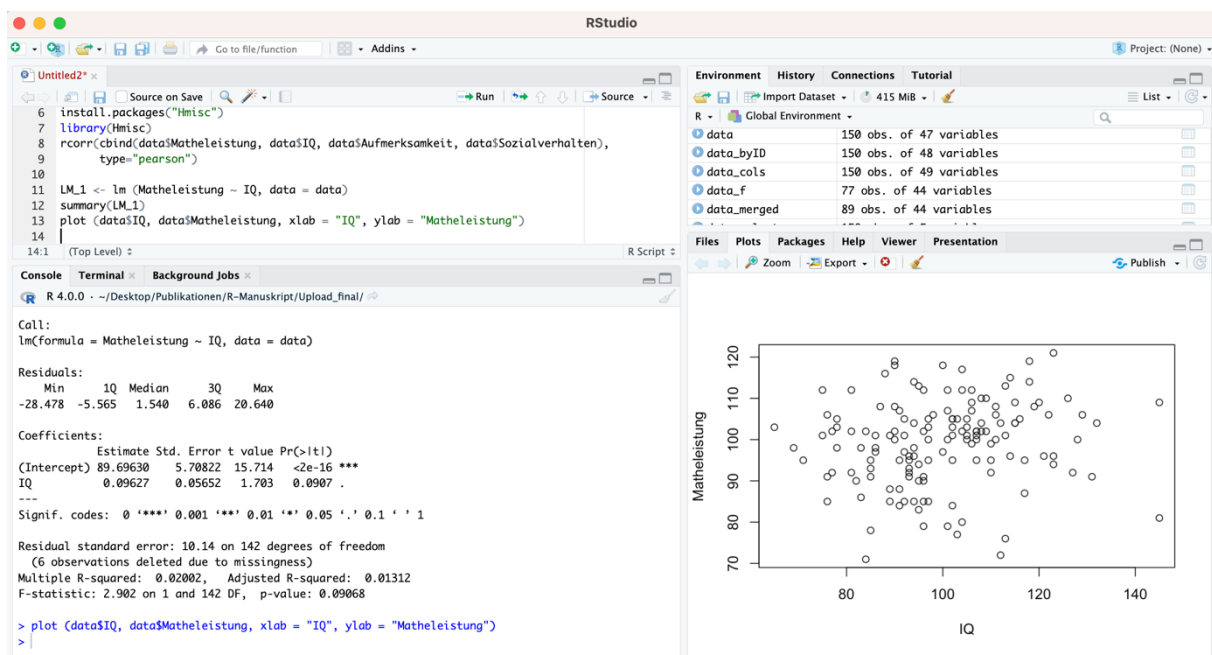 RStudio
Go to file/function
Addins
Project: (None)
Untitled2*
Source on Save
Run
Source
6 install.packages("Hmisc")
7 library(Hmisc)
8 rcorr(cbind(data$Matheleistung, data$IQ, data$Aufmerksamkeit, data$Sozialverhalten),
9 type="pearson")
10
11 LM_1 <- lm (Matheleistung ~ IQ, data = data)
12 summary(LM_1)
13 plot (data$IQ, data$Matheleistung, xlab = "IQ", ylab = "Matheleistung")
14
14:1 (Top Level) R Script
Console Terminal Background Jobs
R 4.0.0 · ~/Desktop/Publikationen/R-Manuskript/Upload_final/
Call:
lm(formula = Matheleistung ~ IQ, data = data)
Residuals:
Min 1Q Median 3Q Max
-28.478 -5.565 1.540 6.086 20.640
Coefficients:
Estimate Std. Error t value Pr(>|t|)
(Intercept) 89.69630 5.70822 15.714 <2e-16 ***
IQ 0.09627 0.05652 1.703 0.0907 .
---
Signif. codes: 0 ‘***’ 0.001 ‘**’ 0.01 ‘*’ 0.05 ‘.’ 0.1 ‘ ’ 1
Residual standard error: 10.14 on 142 degrees of freedom
(6 observations deleted due to missingness)
Multiple R-squared: 0.02002, Adjusted R-squared: 0.01312
F-statistic: 2.902 on 1 and 142 DF, p-value: 0.09068
> plot (data$IQ, data$Matheleistung, xlab = "IQ", ylab = "Matheleistung")
>
Environment History Connections Tutorial
Import Dataset 415 MiB List
R Global Environment
data 150 obs. of 47 variables
data_byID 150 obs. of 48 variables
data_cols 150 obs. of 49 variables
data_f 77 obs. of 44 variables
data_merged 89 obs. of 44 variables
Files Plots Packages Help Viewer Presentation
Zoom Export Publish
Matheleistung
120
110
100
90
80
70
80 100 120 140
IQ